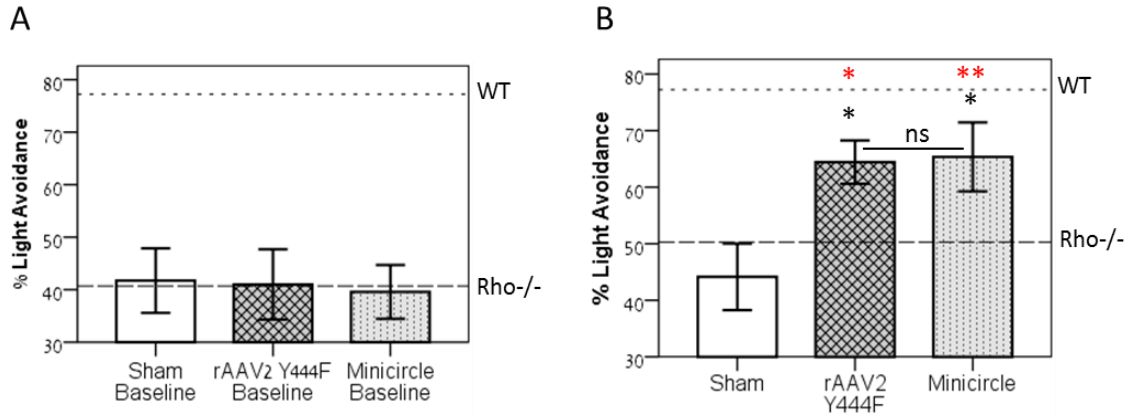 A
% Light Avoidance
80
70
60
50
40
30
WT
Rho-/-
Sham
Baseline
rAAV2 Y444F
Baseline
Minicircle
Baseline
B
% Light Avoidance
80
70
60
50
40
30
*
**
*
*
ns
WT
Rho-/-
Sham
rAAV2
Y444F
Minicircle